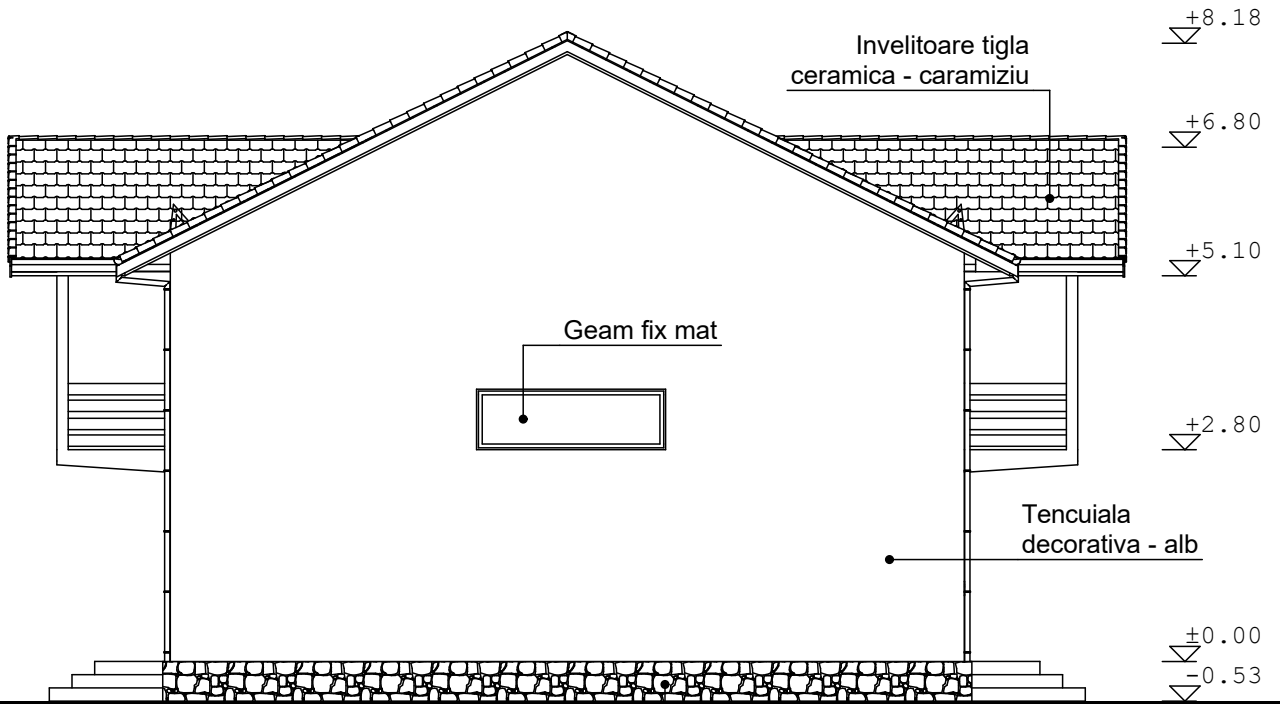 +8.18
Invelitoare tigla
ceramica - caramiziu
+6.80
+5.10
Geam fix mat
+2.80
Tencuiala
decorativa - alb
±0.00
-0.53